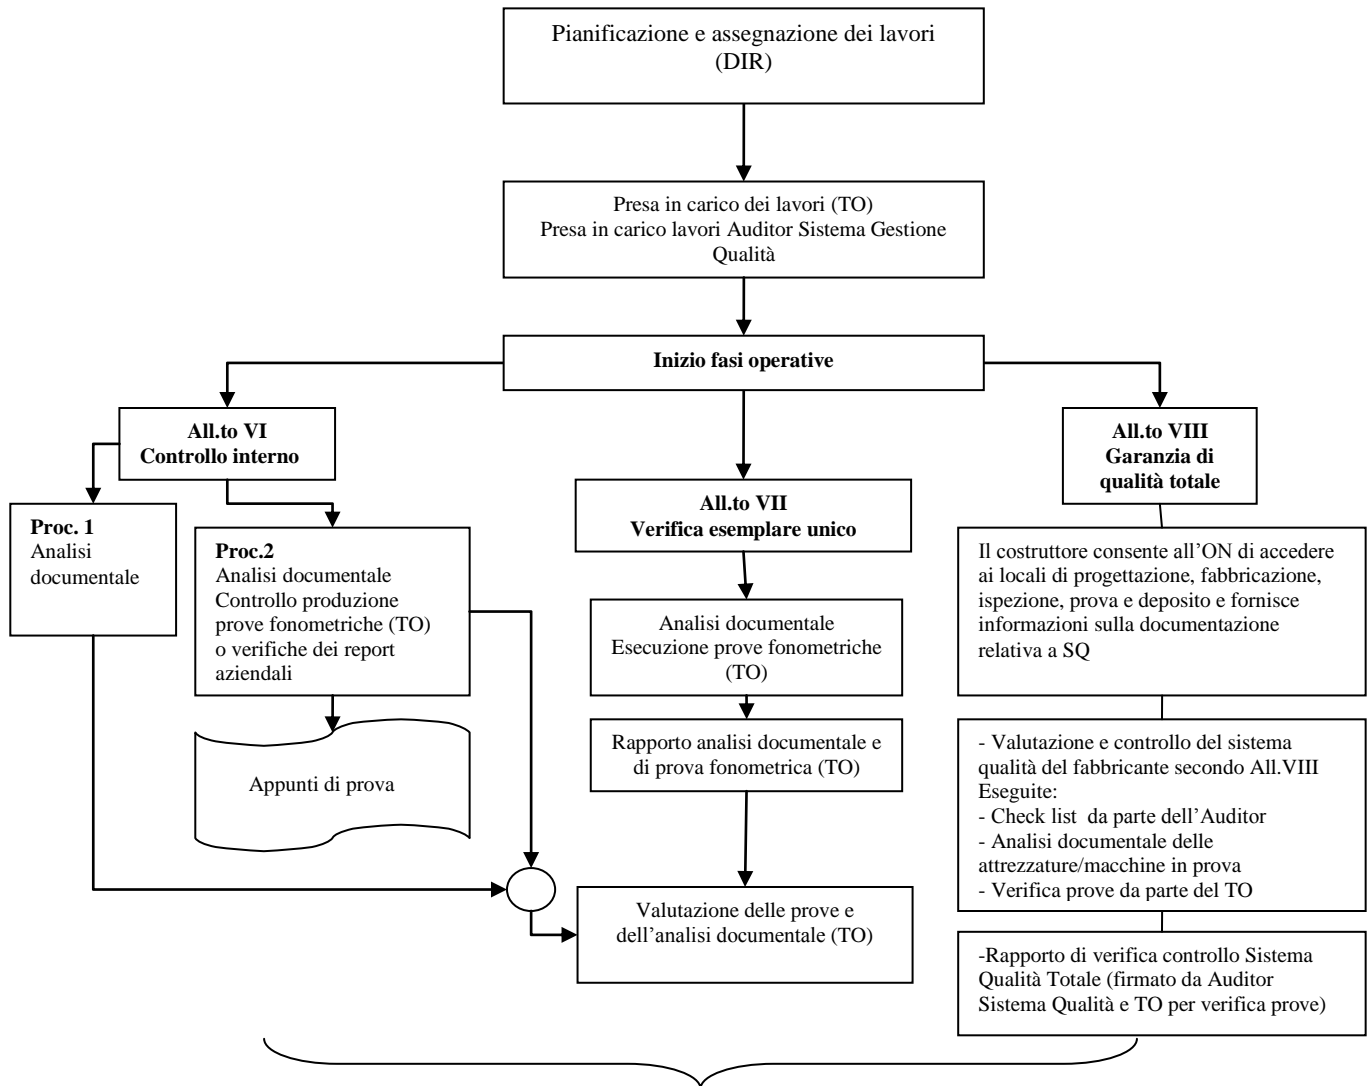 Pianificazione e assegnazione dei lavori
(DIR)
Presa in carico dei lavori (TO)
Presa in carico lavori Auditor Sistema Gestione
Qualità
Inizio fasi operative
All.to VI
Controllo interno
All.to VIII
Garanzia di
qualità totale
All.to VII
Verifica esemplare unico
Proc. 1
Analisi
documentale
Proc.2
Analisi documentale
Controllo produzione
prove fonometriche (TO)
o verifiche dei report
aziendali
Il costruttore consente all’ON di accedere
ai locali di progettazione, fabbricazione,
ispezione, prova e deposito e fornisce
informazioni sulla documentazione
relativa a SQ
Analisi documentale
Esecuzione prove fonometriche
(TO)
Appunti di prova
Rapporto analisi documentale e
di prova fonometrica (TO)
- Valutazione e controllo del sistema
qualità del fabbricante secondo All.VIII
Eseguite:
- Check list da parte dell’Auditor
- Analisi documentale delle
attrezzature/macchine in prova
- Verifica prove da parte del TO
Valutazione delle prove e
dell’analisi documentale (TO)
-Rapporto di verifica controllo Sistema
Qualità Totale (firmato da Auditor
Sistema Qualità e TO per verifica prove)